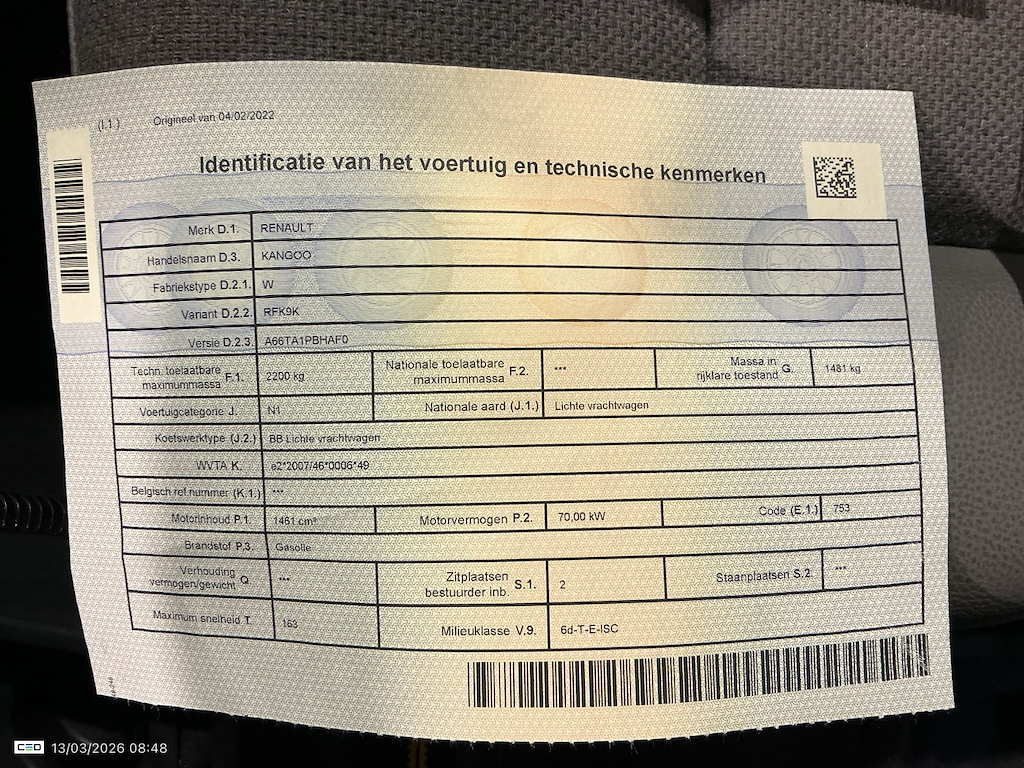 (I.1.) Origineel van 04/02/2022
Identificatie van het voertuig en technische kenmerken
Merk D.1. RENAULT
Handelsnaam D.3. KANGOO
Fabriekstype D.2.1. W
Variant D.2.2. RFK9K
Versie D.2.3. A66TA1PBHAF0
Techn. toelaatbare maximummassa F.1. 2200 kg Nationale toelaatbare maximummassa F.2. *** Massa in rijklare toestand G. 1481 kg
Voertuigcategorie J. N1 Nationale aard (J.1.) Lichte vrachtwagen
Koetswerktype (J.2.) BB Lichte vrachtwagen
WVTA K. e2*2007/46*0006*49
Belgisch ref.nummer (K.1.) ***
Motorinhoud P.1. 1461 cm³ Motorvermogen P.2. 70,00 kW Code (E.1.) 753
Brandstof P.3. Gasolie
Verhouding vermogen/gewicht Q. *** Zitplaatsen bestuurder inb. S.1. 2 Staanplaatsen S.2. ***
Maximum snelheid T. 163 Milieuklasse V.9. 6d-T-E-ISC
CEO 13/03/2026 08:48